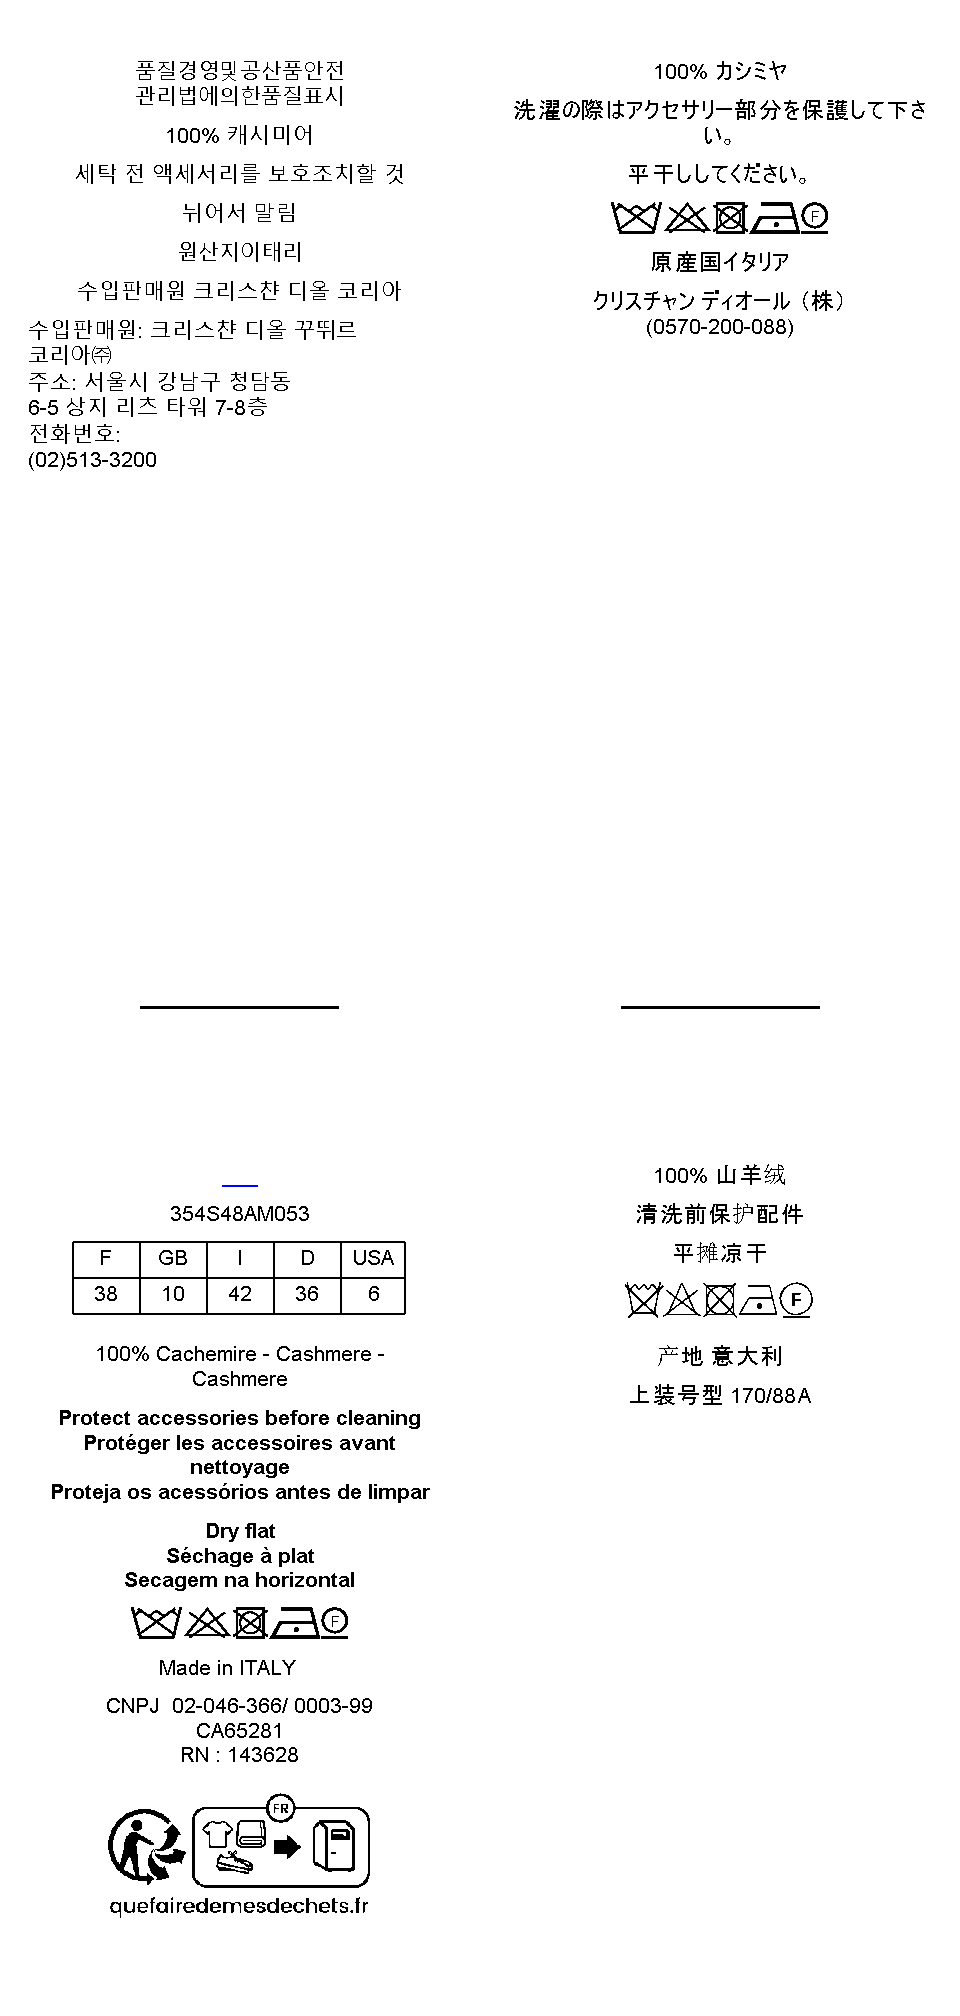 품질경영및공산품안전
관리법에의한품질표시
100% 캐시미어
세탁 전 액세서리를 보호조치할 것
뉘어서 말림
원산지이태리
수입판매원 크리스챤 디올 코리아
수입판매원: 크리스챤 디올 꾸뛰르
코리아㈜
주소: 서울시 강남구 청담동
6-5 상지 리츠 타워 7-8층
전화번호:
(02)513-3200
100% カシミヤ
洗濯の際はアクセサリー部分を保護して下さ
い。
平干ししてください。
F
原産国イタリア
クリスチャン ディオール（株）
(0570-200-088)
354S48AM053
F GB I D USA
38 10 42 36 6
100% Cachemire - Cashmere -
Cashmere
Protect accessories before cleaning
Protéger les accessoires avant
nettoyage
Proteja os acessórios antes de limpar
Dry flat
Séchage à plat
Secagem na horizontal
F
Made in ITALY
CNPJ 02-046-366/ 0003-99
CA65281
RN : 143628
FR
quefairedemesdechets.fr
100% 山羊绒
清洗前保护配件
平摊凉干
F
产地 意大利
上装号型 170/88A